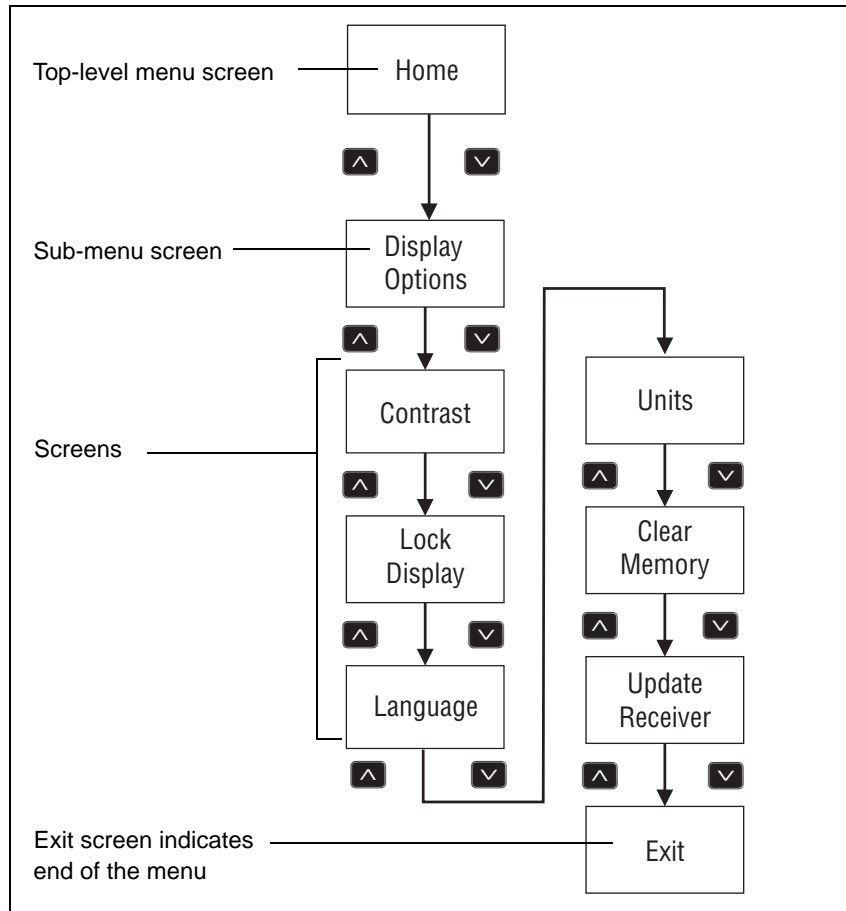 Top-level menu screen
Home
Sub-menu screen
Display
Options
Screens
Contrast
Lock
Display
Language
Units
Clear
Memory
Update
Receiver
Exit screen indicates
end of the menu
Exit